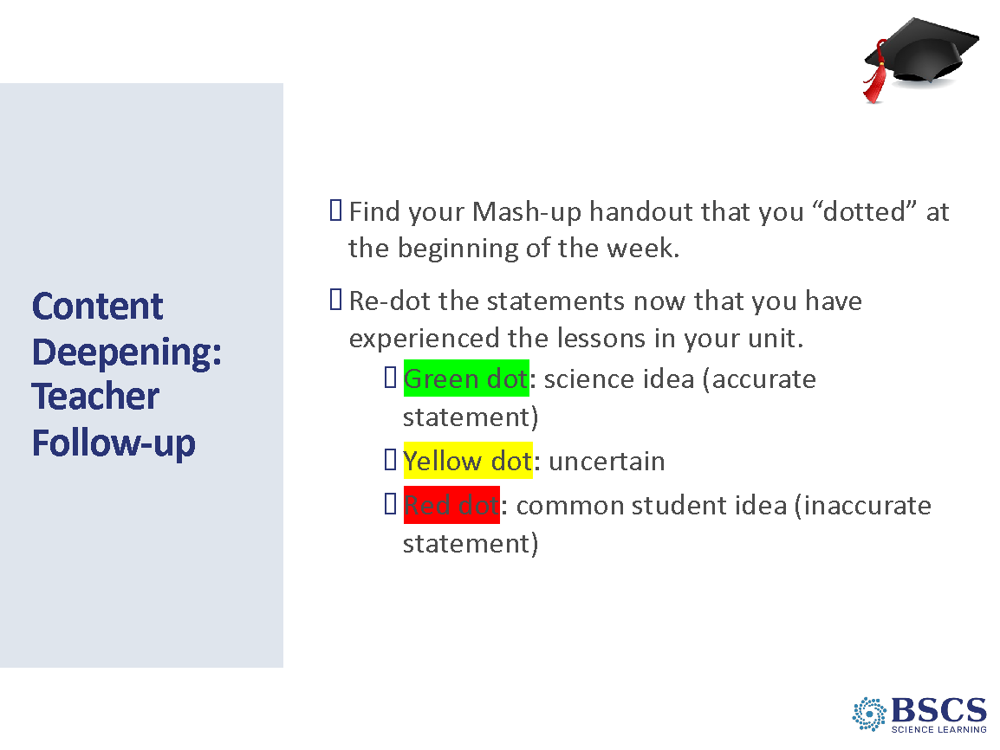 Content
Deepening:
Teacher
Follow-up
Find your Mash-up handout that you “dotted” at
the beginning of the week.
Re-dot the statements now that you have
experienced the lessons in your unit.
Green dot: science idea (accurate
statement)
Yellow dot: uncertain
Red dot: common student idea (inaccurate
statement)
BSCS
SCIENCE LEARNING